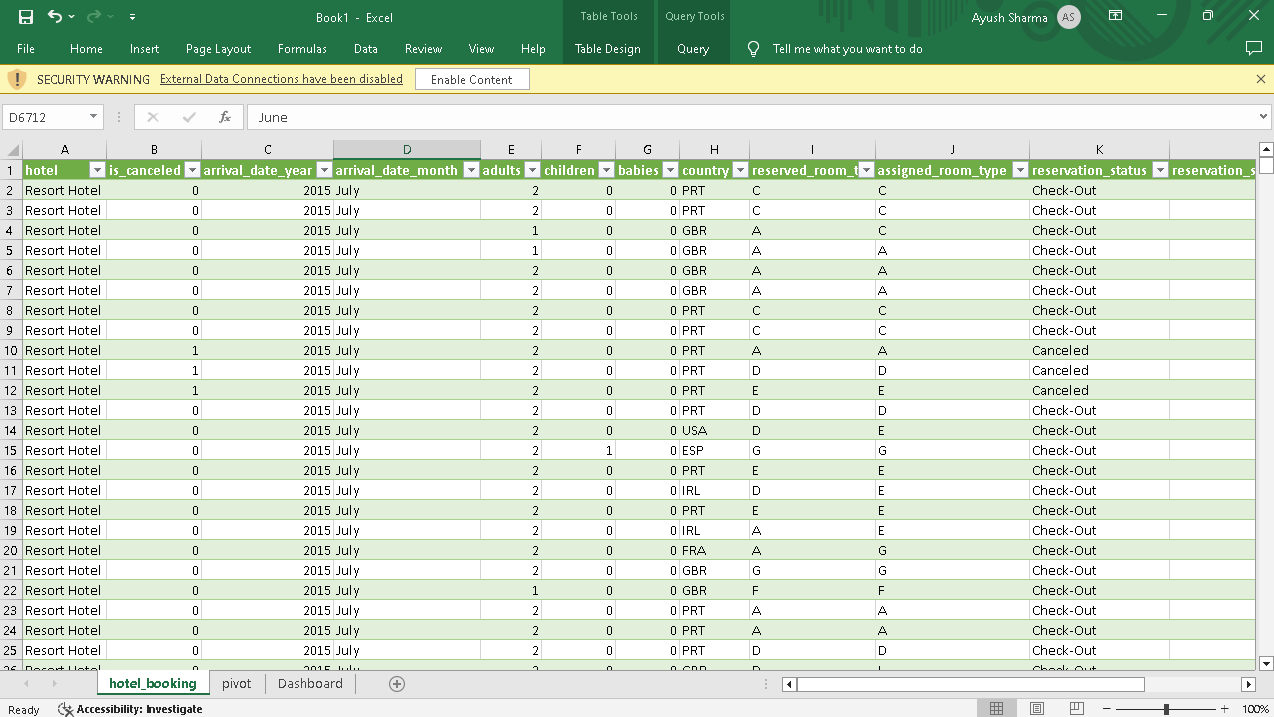 Book1 - Excel
Table Tools
Query Tools
Ayush Sharma
AS
File Home Insert Page Layout Formulas Data Review View Help Table Design Query Tell me what you want to do
SECURITY WARNING External Data Connections have been disabled Enable Content
D6712 fx June
A B C D E F G H I J K
1 hotel is_canceled arrival_date_year arrival_date_month adults children babies country reserved_room_t assigned_room_type reservation_status reservation_s
2 Resort Hotel 0 2015 July 2 0 0 PRT C C Check-Out
3 Resort Hotel 0 2015 July 2 0 0 PRT C C Check-Out
4 Resort Hotel 0 2015 July 1 0 0 GBR A C Check-Out
5 Resort Hotel 0 2015 July 1 0 0 GBR A A Check-Out
6 Resort Hotel 0 2015 July 2 0 0 GBR A A Check-Out
7 Resort Hotel 0 2015 July 2 0 0 GBR A A Check-Out
8 Resort Hotel 0 2015 July 2 0 0 PRT C C Check-Out
9 Resort Hotel 0 2015 July 2 0 0 PRT C C Check-Out
10 Resort Hotel 1 2015 July 2 0 0 PRT A A Canceled
11 Resort Hotel 1 2015 July 2 0 0 PRT D D Canceled
12 Resort Hotel 1 2015 July 2 0 0 PRT E E Canceled
13 Resort Hotel 0 2015 July 2 0 0 PRT D D Check-Out
14 Resort Hotel 0 2015 July 2 0 0 USA D E Check-Out
15 Resort Hotel 0 2015 July 2 1 0 ESP G G Check-Out
16 Resort Hotel 0 2015 July 2 0 0 PRT E E Check-Out
17 Resort Hotel 0 2015 July 2 0 0 IRL D E Check-Out
18 Resort Hotel 0 2015 July 2 0 0 PRT E E Check-Out
19 Resort Hotel 0 2015 July 2 0 0 IRL A E Check-Out
20 Resort Hotel 0 2015 July 2 0 0 FRA A G Check-Out
21 Resort Hotel 0 2015 July 2 0 0 GBR G G Check-Out
22 Resort Hotel 0 2015 July 1 0 0 GBR F F Check-Out
23 Resort Hotel 0 2015 July 2 0 0 PRT A A Check-Out
24 Resort Hotel 0 2015 July 2 0 0 PRT A A Check-Out
25 Resort Hotel 0 2015 July 2 0 0 PRT D D Check-Out
26 Resort Hotel 0 2015 July 2 0 0 GBR D Check-Out
hotel_booking pivot Dashboard
Ready Accessibility: Investigate 100%